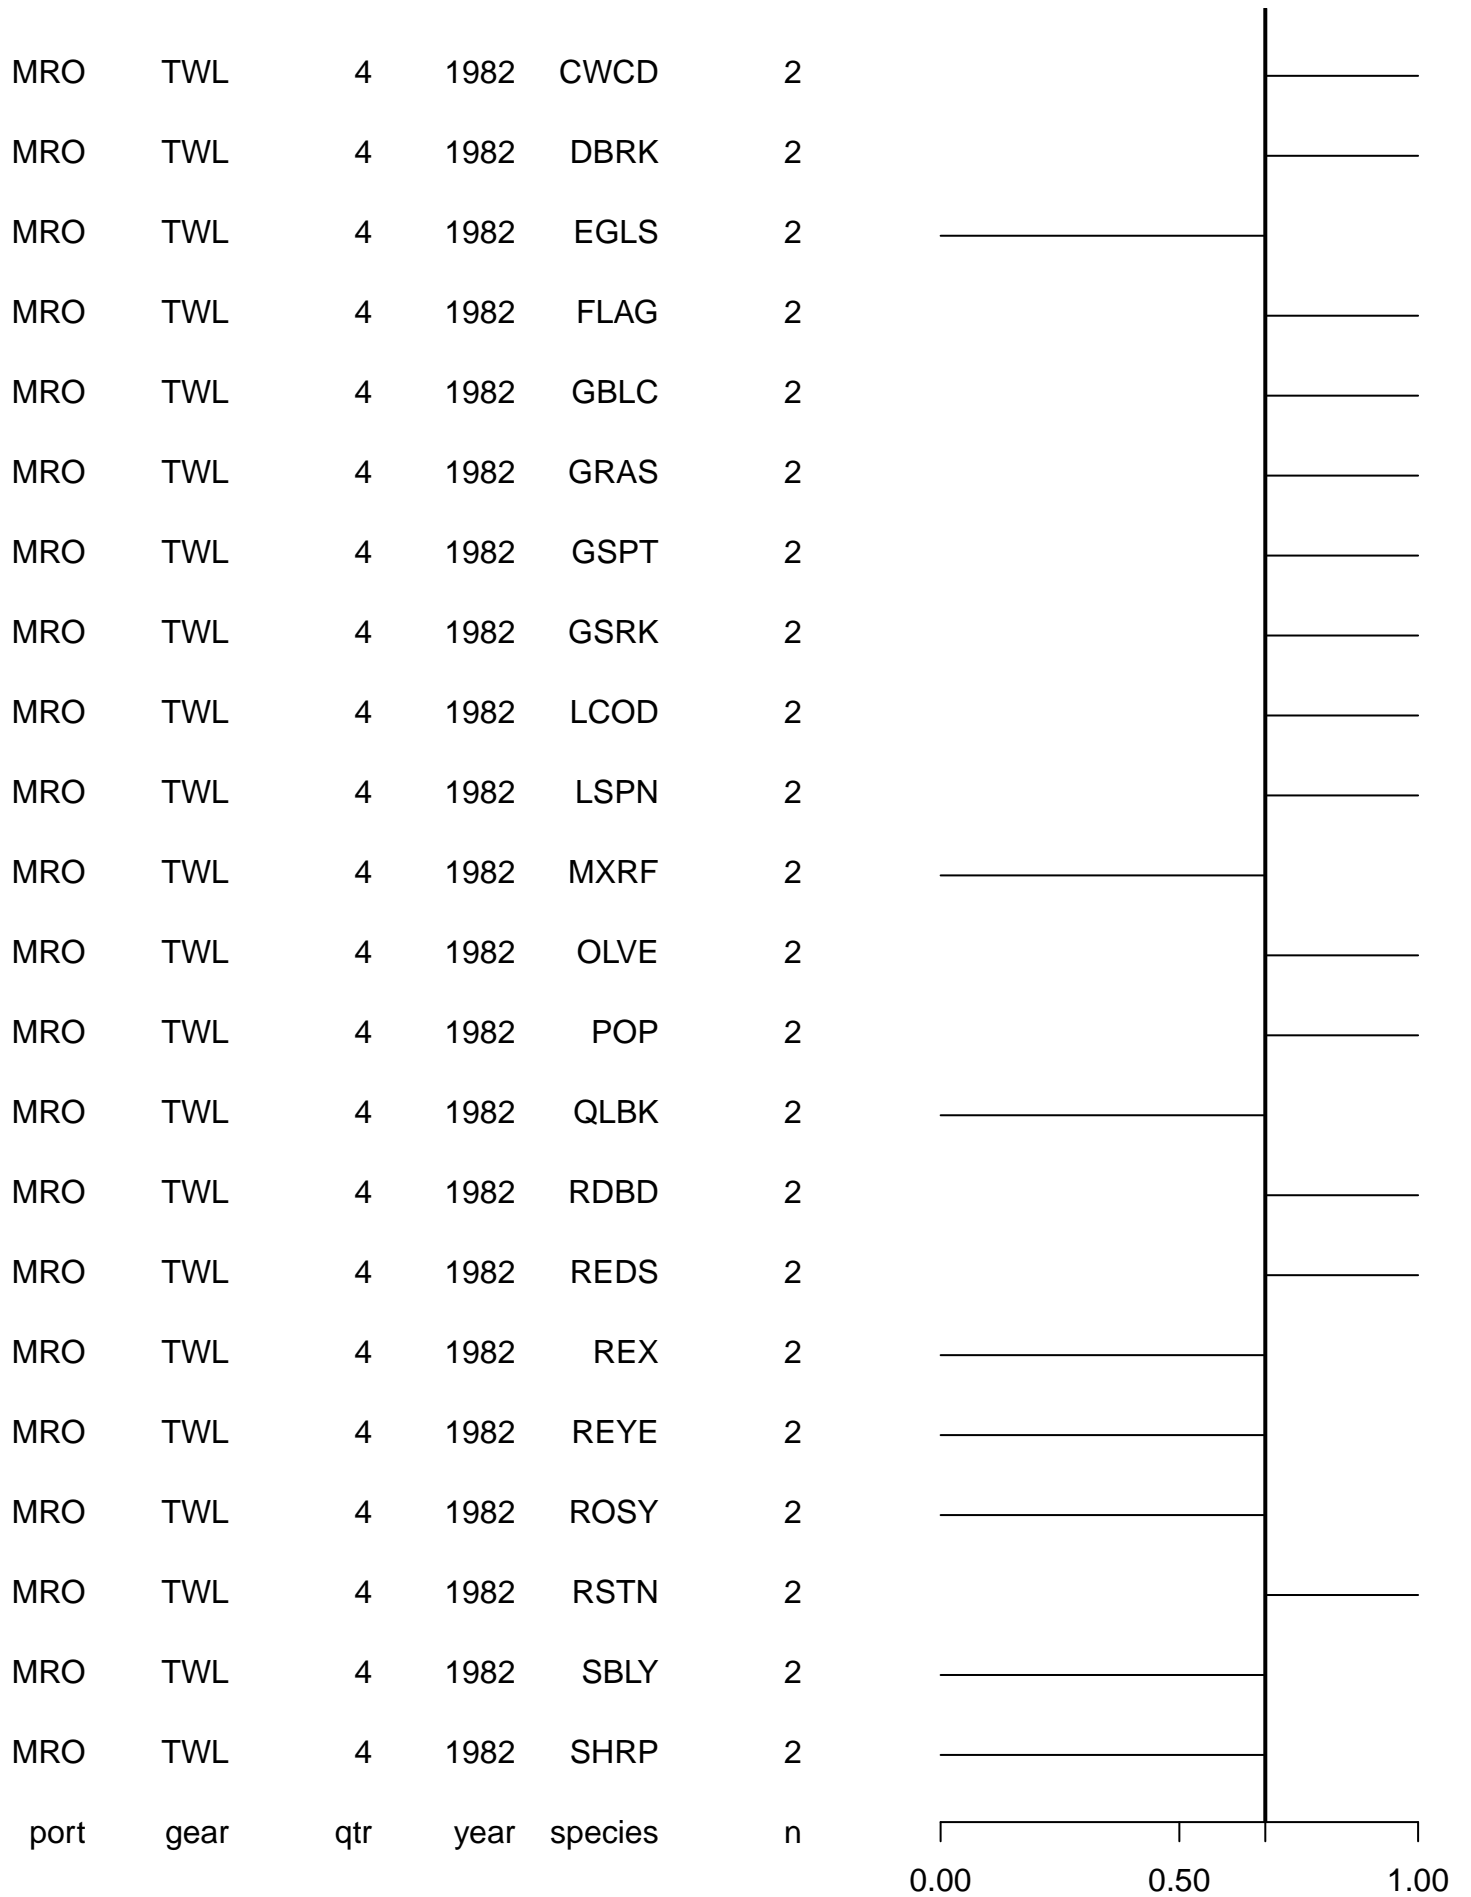 MRO TWL 4 1982 CWCD 2
MRO TWL 4 1982 DBRK 2
MRO TWL 4 1982 EGLS 2
MRO TWL 4 1982 FLAG 2
MRO TWL 4 1982 GBLC 2
MRO TWL 4 1982 GRAS 2
MRO TWL 4 1982 GSPT 2
MRO TWL 4 1982 GSRK 2
MRO TWL 4 1982 LCOD 2
MRO TWL 4 1982 LSPN 2
MRO TWL 4 1982 MXRF 2
MRO TWL 4 1982 OLVE 2
MRO TWL 4 1982 POP 2
MRO TWL 4 1982 QLBK 2
MRO TWL 4 1982 RDBD 2
MRO TWL 4 1982 REDS 2
MRO TWL 4 1982 REX 2
MRO TWL 4 1982 REYE 2
MRO TWL 4 1982 ROSY 2
MRO TWL 4 1982 RSTN 2
MRO TWL 4 1982 SBLY 2
MRO TWL 4 1982 SHRP 2
port gear qtr year species n
0.00 0.50 1.00